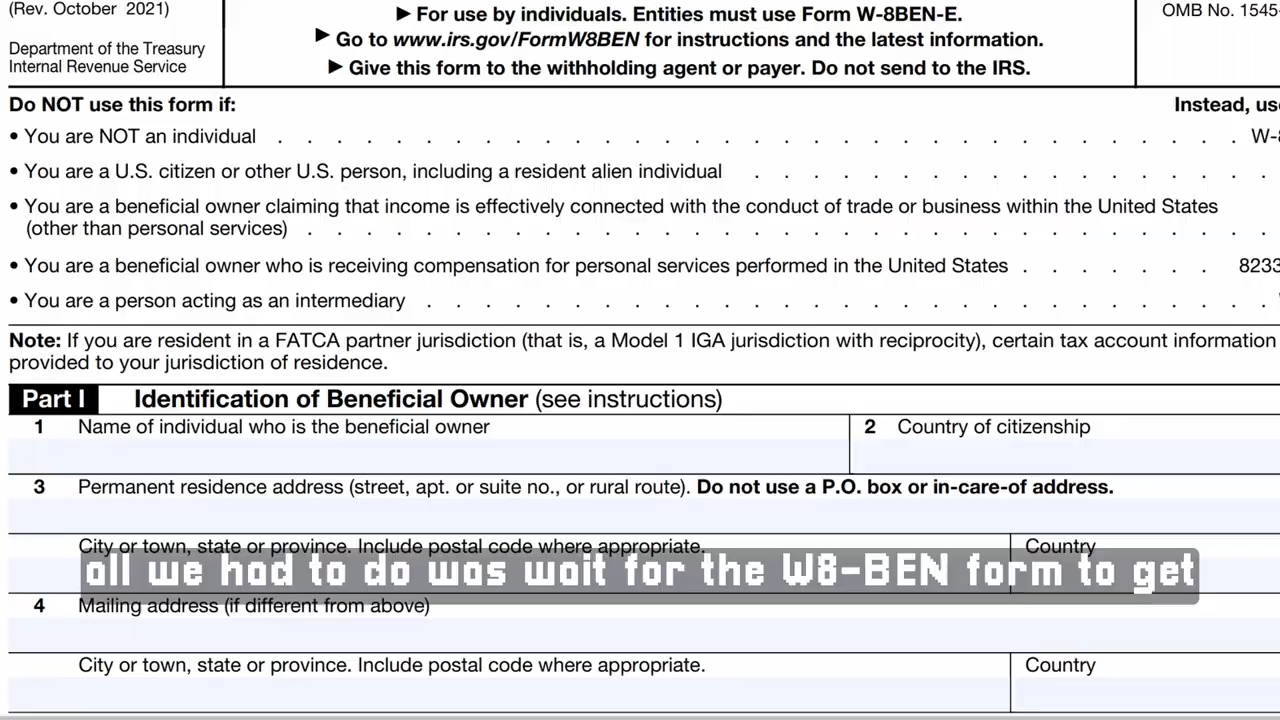 (Rev. October 2021)
Department of the Treasury
Internal Revenue Service
▶ For use by individuals. Entities must use Form W-8BEN-E.
▶ Go to www.irs.gov/FormW8BEN for instructions and the latest information.
▶ Give this form to the withholding agent or payer. Do not send to the IRS.
OMB No. 1545-
Do NOT use this form if:
Instead, use
• You are NOT an individual . . . . . . . . . . . . . . . . . . . . . . . . . . . . . . . . . W-8
• You are a U.S. citizen or other U.S. person, including a resident alien individual . . . . . . . . . . . . . .
• You are a beneficial owner claiming that income is effectively connected with the conduct of trade or business within the United States
(other than personal services) . . . . . . . . . . . . . . . . . . . . . . . . . . . . . . . .
• You are a beneficial owner who is receiving compensation for personal services performed in the United States . . . . . . . 8233
• You are a person acting as an intermediary . . . . . . . . . . . . . . . . . . . . . . . . . . . . .
Note: If you are resident in a FATCA partner jurisdiction (that is, a Model 1 IGA jurisdiction with reciprocity), certain tax account information
provided to your jurisdiction of residence.
Part I Identification of Beneficial Owner (see instructions)
1 Name of individual who is the beneficial owner
2 Country of citizenship
3 Permanent residence address (street, apt. or suite no., or rural route). Do not use a P.O. box or in-care-of address.
City or town, state or province. Include postal code where appropriate.
Country
all we had to do was wait for the W8-BEN form to get
4 Mailing address (if different from above)
City or town, state or province. Include postal code where appropriate.
Country